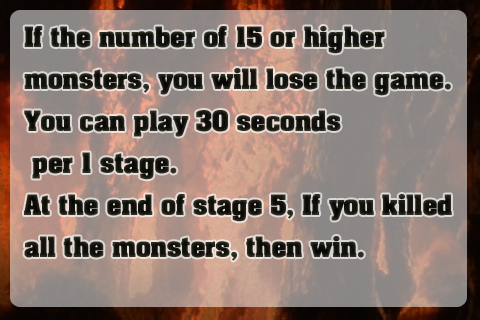 If the number of 15 or higher
monsters, you will lose the game.
You can play 30 seconds
per 1 stage.
At the end of stage 5, If you killed
all the monsters, then win.